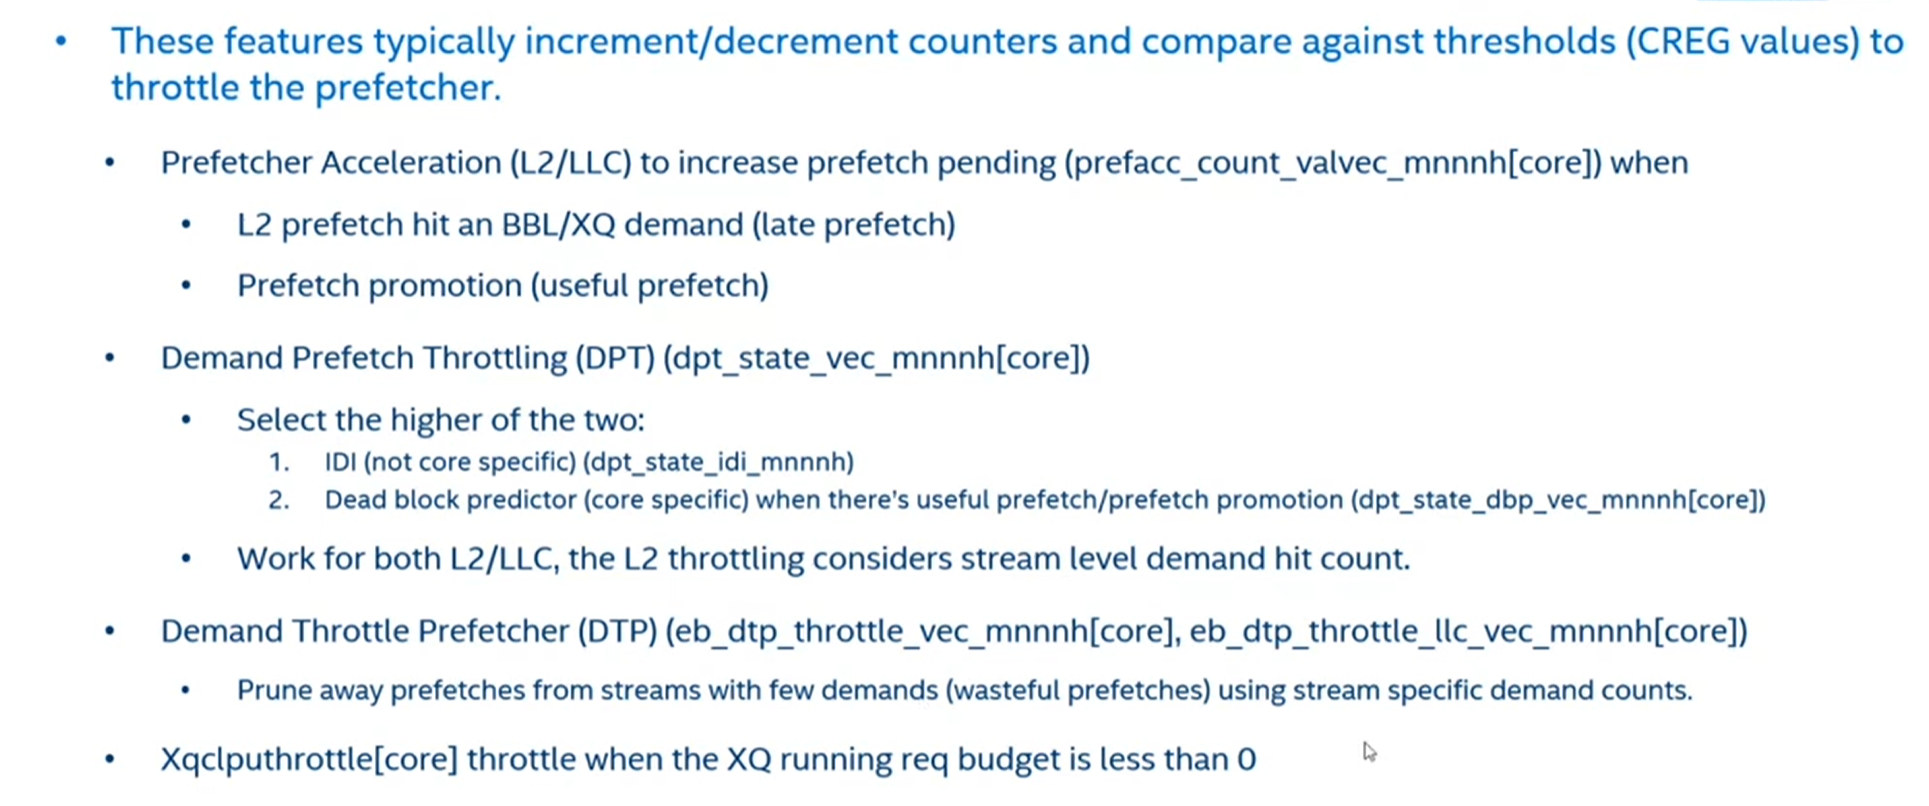 • These features typically increment/decrement counters and compare against thresholds (CREG values) to
throttle the prefetcher.
• Prefetcher Acceleration (L2/LLC) to increase prefetch pending (prefacc_count_valvec_mnnnh[core]) when
• L2 prefetch hit an BBL/XQ demand (late prefetch)
• Prefetch promotion (useful prefetch)
• Demand Prefetch Throttling (DPT) (dpt_state_vec_mnnnh[core])
• Select the higher of the two:
1. IDI (not core specific) (dpt_state_idi_mnnnh)
2. Dead block predictor (core specific) when there's useful prefetch/prefetch promotion (dpt_state_dbp_vec_mnnnh[core])
• Work for both L2/LLC, the L2 throttling considers stream level demand hit count.
• Demand Throttle Prefetcher (DTP) (eb_dtp_throttle_vec_mnnnh[core], eb_dtp_throttle_llc_vec_mnnnh[core])
• Prune away prefetches from streams with few demands (wasteful prefetches) using stream specific demand counts.
• Xqclputhrottle[core] throttle when the XQ running req budget is less than 0